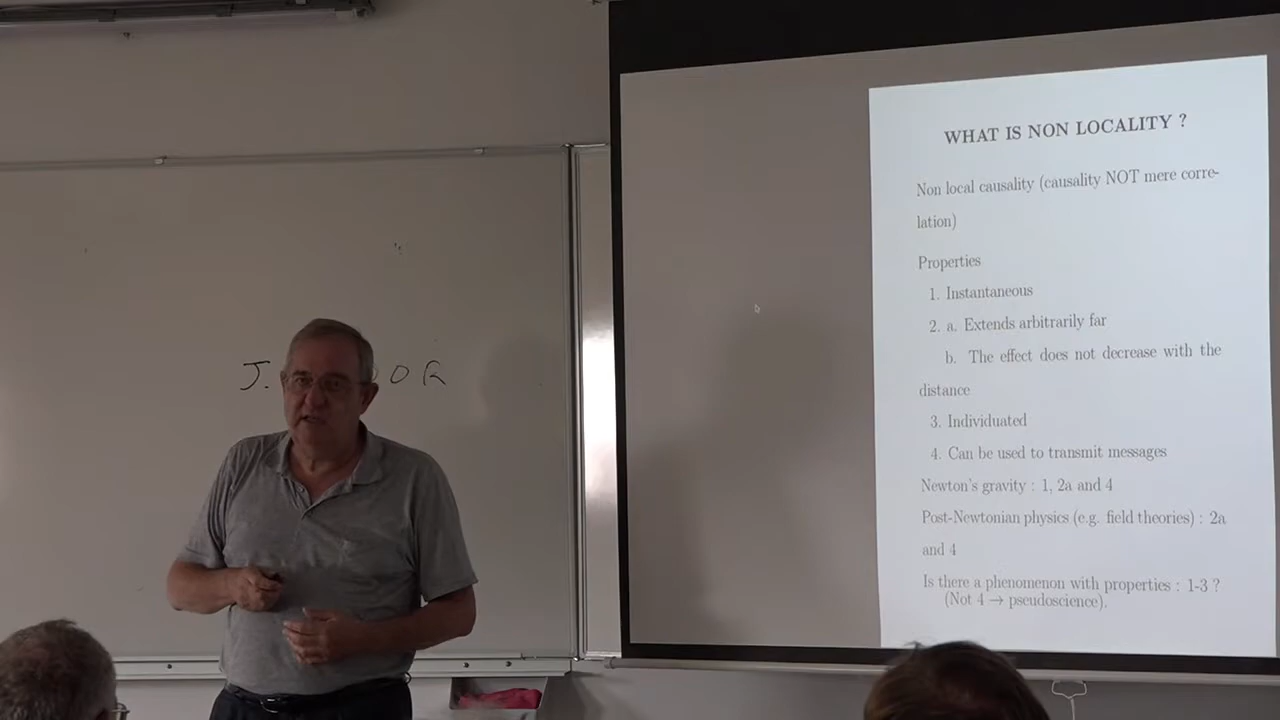 WHAT IS NON LOCALITY ?
Non local causality (causality NOT mere corre-
lation)
Properties
1. Instantaneous
2. a. Extends arbitrarily far
b. The effect does not decrease with the
distance
3. Individuated
4. Can be used to transmit messages
Newton's gravity : 1, 2a and 4
Post-Newtonian physics (e.g. field theories) : 2a
and 4
Is there a phenomenon with properties : 1-3 ?
(Not 4 → pseudoscience).
J.